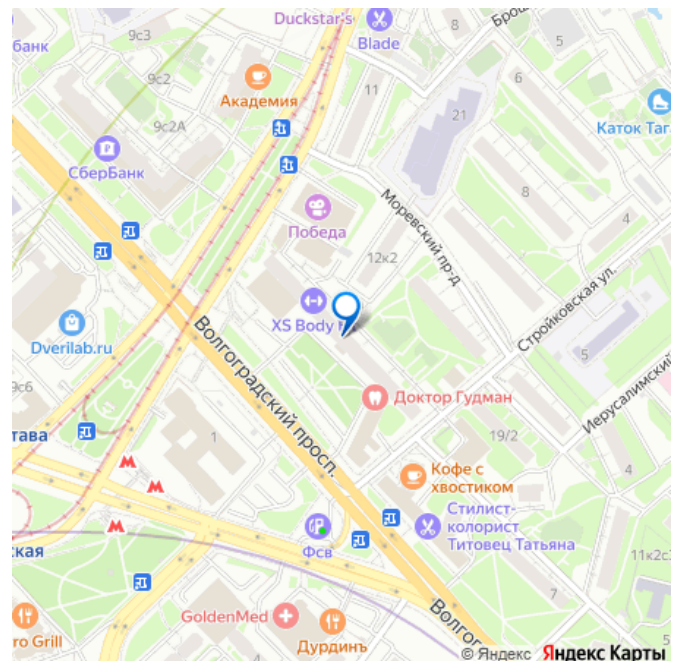 Duckstar's
Blade
8
Брош
5
банк
9с3
9с2
Академия
11
6
9с2А
21
Каток Таг
СберБанк
8
Моревский пр-д
4
Победа
12к2
Стройковская ул.
XS Body
Dverilab.ru
Волгоградский просп.
5
9с6
Доктор Гудман
Иерусалимский
1
19/2
тава
4
Кофе с
хвостиком
Стилист-
колорист
Титовец Татьяна
Фсв
ская
11к2с
7
GoldenMed
5
Дурдинъ
4
ro Grill
Волгог
© Яндекс Яндекс Карты